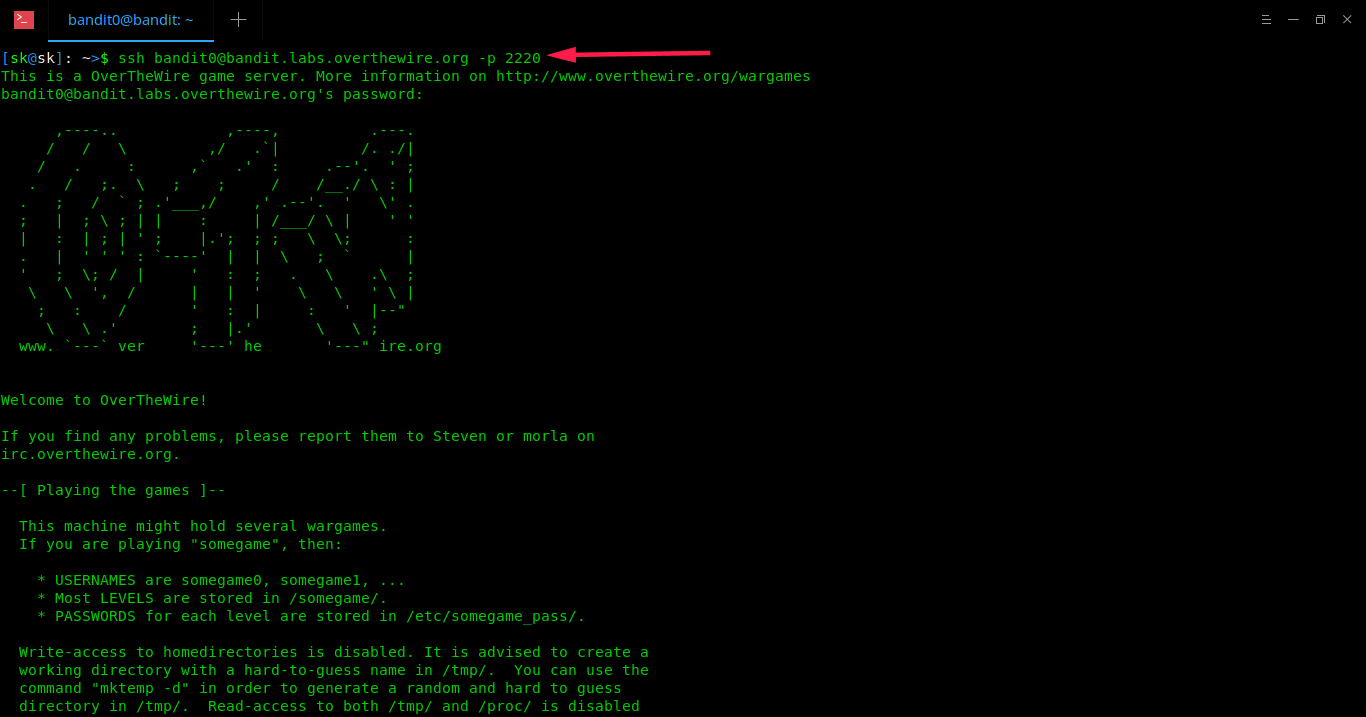 bandit0@bandit: ~
[sk@sk]: ~>$ ssh bandit0@bandit.labs.overthewire.org -p 2220
This is a OverTheWire game server. More information on http://www.overthewire.org/wargames
bandit0@bandit.labs.overthewire.org's password:
      ,----..            ,----,          .---.
     /   /   \         ,/   .`|         /. ./|
    /   .     :      ,`   .'  :     .--'.  ' ;
   .   /   ;.  \   ;    ;     /    /__./ \ : |
  .   ;   /  ` ; .'___,/    ,' .--'.  '   \' .
  ;   |  ; \ ; | |    :     | /___/ \ |    ' '
  |   :  | ; | ' ;    |.';  ; ;   \  \;      :
  .   |  ' ' ' : `----'  |  |  \   ;  `      |
  '   ;  \; /  |     '   :  ;   .   \    .\  ;
   \   \  ',  /      |   |  '    \   \   ' \ |
    ;   :    /       '   :  |     :   '  |--"
     \   \ .'        ;   |.'       \   \ ;
  www. `---` ver     '---' he       '---" ire.org
Welcome to OverTheWire!
If you find any problems, please report them to Steven or morla on
irc.overthewire.org.
--[ Playing the games ]--
  This machine might hold several wargames.
  If you are playing "somegame", then:
    * USERNAMES are somegame0, somegame1, ...
    * Most LEVELS are stored in /somegame/.
    * PASSWORDS for each level are stored in /etc/somegame_pass/.
  Write-access to homedirectories is disabled. It is advised to create a
  working directory with a hard-to-guess name in /tmp/.  You can use the
  command "mktemp -d" in order to generate a random and hard to guess
  directory in /tmp/.  Read-access to both /tmp/ and /proc/ is disabled